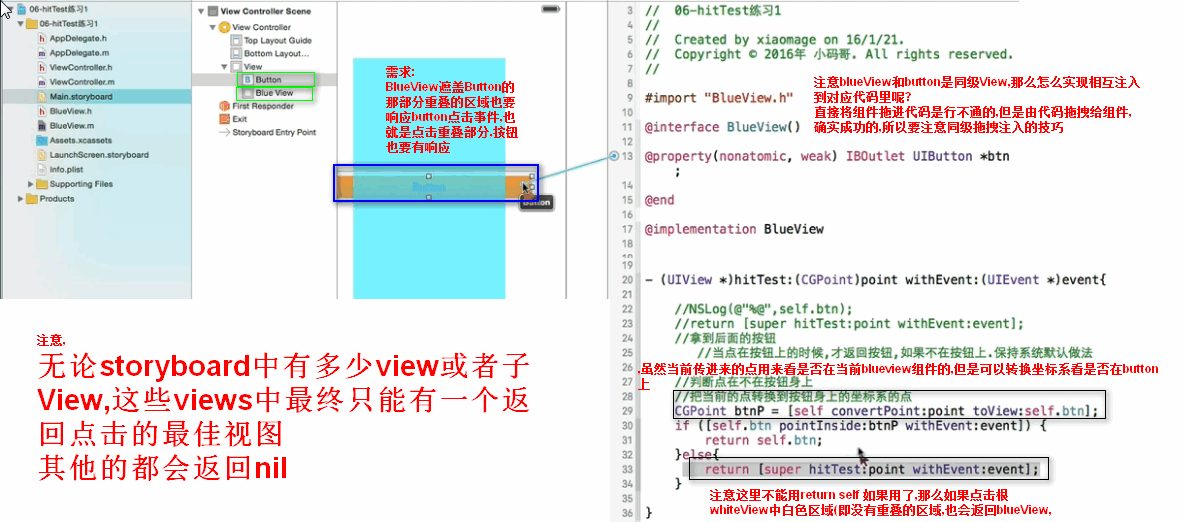 06-hitTest练习1
06-hitTest练习1
AppDelegate.h
AppDelegate.m
ViewController.h
ViewController.m
Main.storyboard
BlueView.h
BlueView.m
Assets.xcassets
LaunchScreen.storyboard
Info.plist
Supporting Files
Products
View Controller Scene
View Controller
Top Layout Guide
Bottom Layout...
View
B Button
Blue View
First Responder
Exit
Storyboard Entry Point
需求:
BlueView遮盖Button的
那部分重叠的区域也要
响应button点击事件,也
就是点击重叠部分,按钮
也要有响应
Button
Button
3 // 06-hitTest练习1
4 //
5 // Created by xiaomage on 16/1/21.
6 // Copyright © 2016年 小码哥. All rights reserved.
7 //
8
9 #import "BlueView.h"
10
11 @interface BlueView()
12
13 @property(nonatomic, weak) IBOutlet UIButton *btn
;
14
15 @end
16
17 @implementation BlueView
18
19
20 - (UIView *)hitTest:(CGPoint)point withEvent:(UIEvent *)event{
21
22 //NSLog(@"%@",self.btn);
23 //return [super hitTest:point withEvent:event];
24 //拿到后面的按钮
25 //当点在按钮上的时候,才返回按钮,如果不在按钮上.保持系统默认做法
27 //判断点在不在按钮身上
28 //把当前的点转换到按钮身上的坐标系的点
29 CGPoint btnP = [self convertPoint:point toView:self.btn];
30 if ([self.btn pointInside:btnP withEvent:event]) {
31 return self.btn;
32 }else{
33 return [super hitTest:point withEvent:event];
34 }
35
36 }
注意blueView和button是同级View,那么怎么实现相互注入
到对应代码里呢?
直接将组件拖进代码是行不通的,但是由代码拖拽给组件,
确实成功的,所以要注意同级拖拽注入的技巧
,虽然当前传进来的点用来看是否在当前blueview组件的,但是可以转换坐标系看是否在button
上
注意这里不能用return self 如果用了,那么如果点击根
whiteView中白色区域(即没有重叠的区域,也会返回blueView,
注意,
无论storyboard中有多少view或者子
View,这些views中最终只能有一个返
回点击的最佳视图
其他的都会返回nil